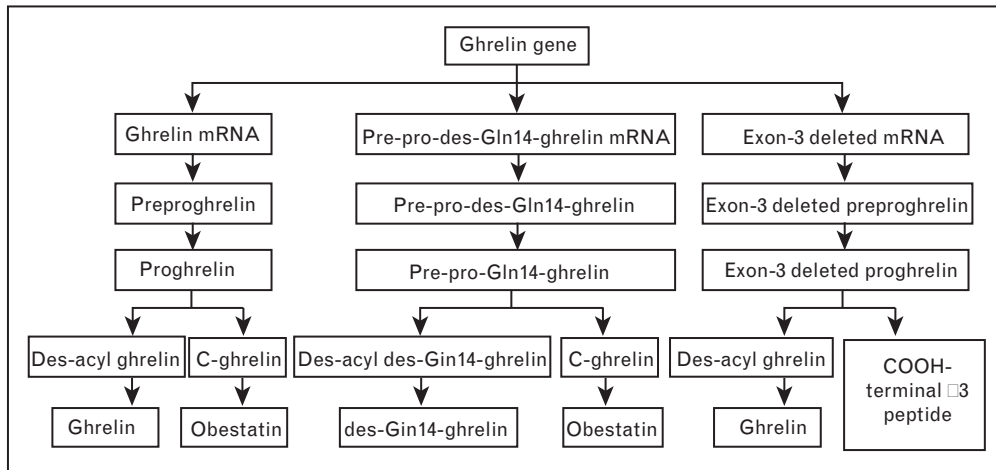 Ghrelin gene
Ghrelin mRNA
Pre-pro-des-Gln14-ghrelin mRNA
Exon-3 deleted mRNA
Preproghrelin
Pre-pro-des-Gln14-ghrelin
Exon-3 deleted preproghrelin
Proghrelin
Pre-pro-Gln14-ghrelin
Exon-3 deleted proghrelin
Des-acyl ghrelin
C-ghrelin
Des-acyl des-Gin14-ghrelin
C-ghrelin
Des-acyl ghrelin
COOH-
terminal □3
peptide
Ghrelin
Obestatin
des-Gin14-ghrelin
Obestatin
Ghrelin